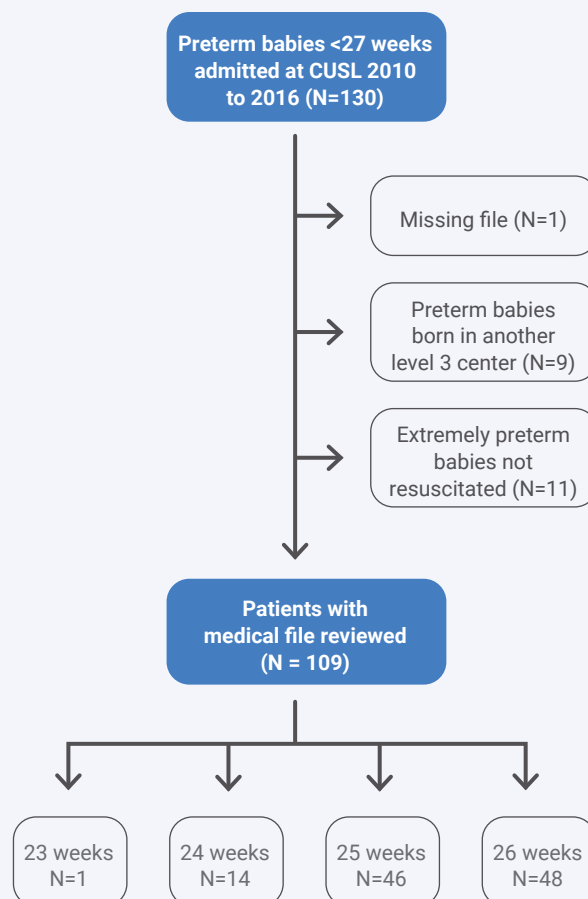 Preterm babies <27 weeks
admitted at CUSL 2010
to 2016 (N=130)
Missing file (N=1)
Preterm babies
born in another
level 3 center (N=9)
Extremely preterm
babies not
resuscitated (N=11)
Patients with
medical file reviewed
(N = 109)
23 weeks
N=1
24 weeks
N=14
25 weeks
N=46
26 weeks
N=48